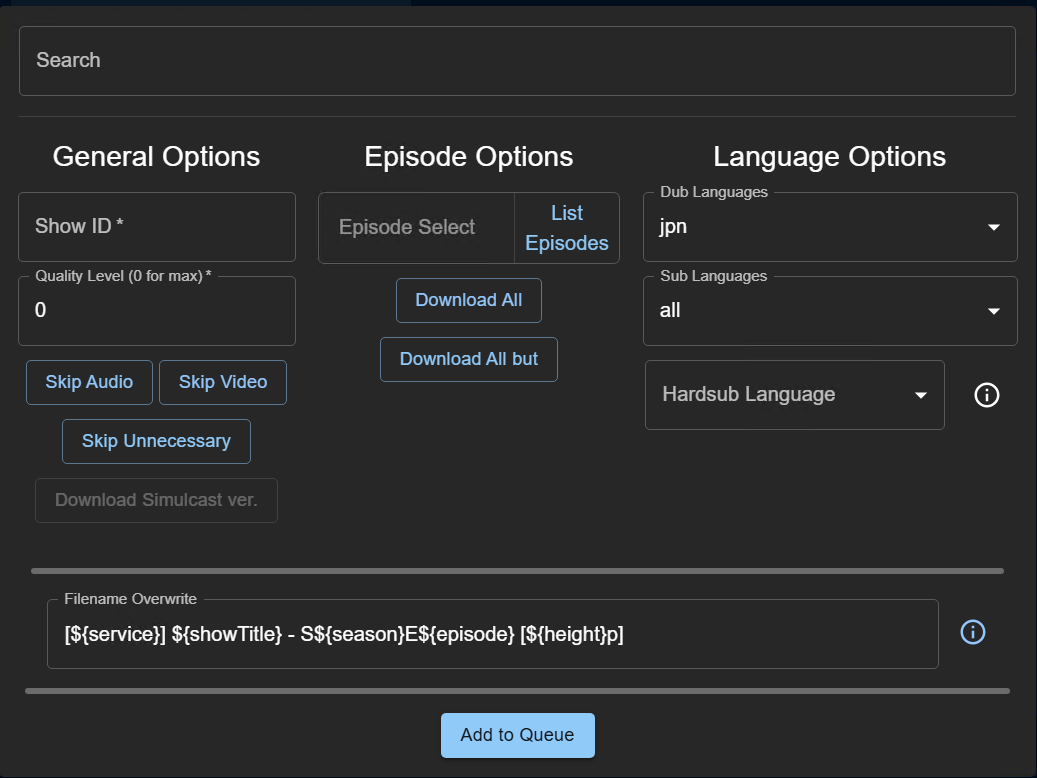 Search
General Options
Episode Options
Language Options
Show ID *
Episode Select
List
Episodes
Dub Languages
jpn
Quality Level (0 for max) *
0
Download All
Sub Languages
all
Download All but
Skip Audio
Skip Video
Hardsub Language
Skip Unnecessary
Download Simulcast ver.
Filename Overwrite
[${service}] ${showTitle} - S${season}E${episode} [${height}p]
Add to Queue